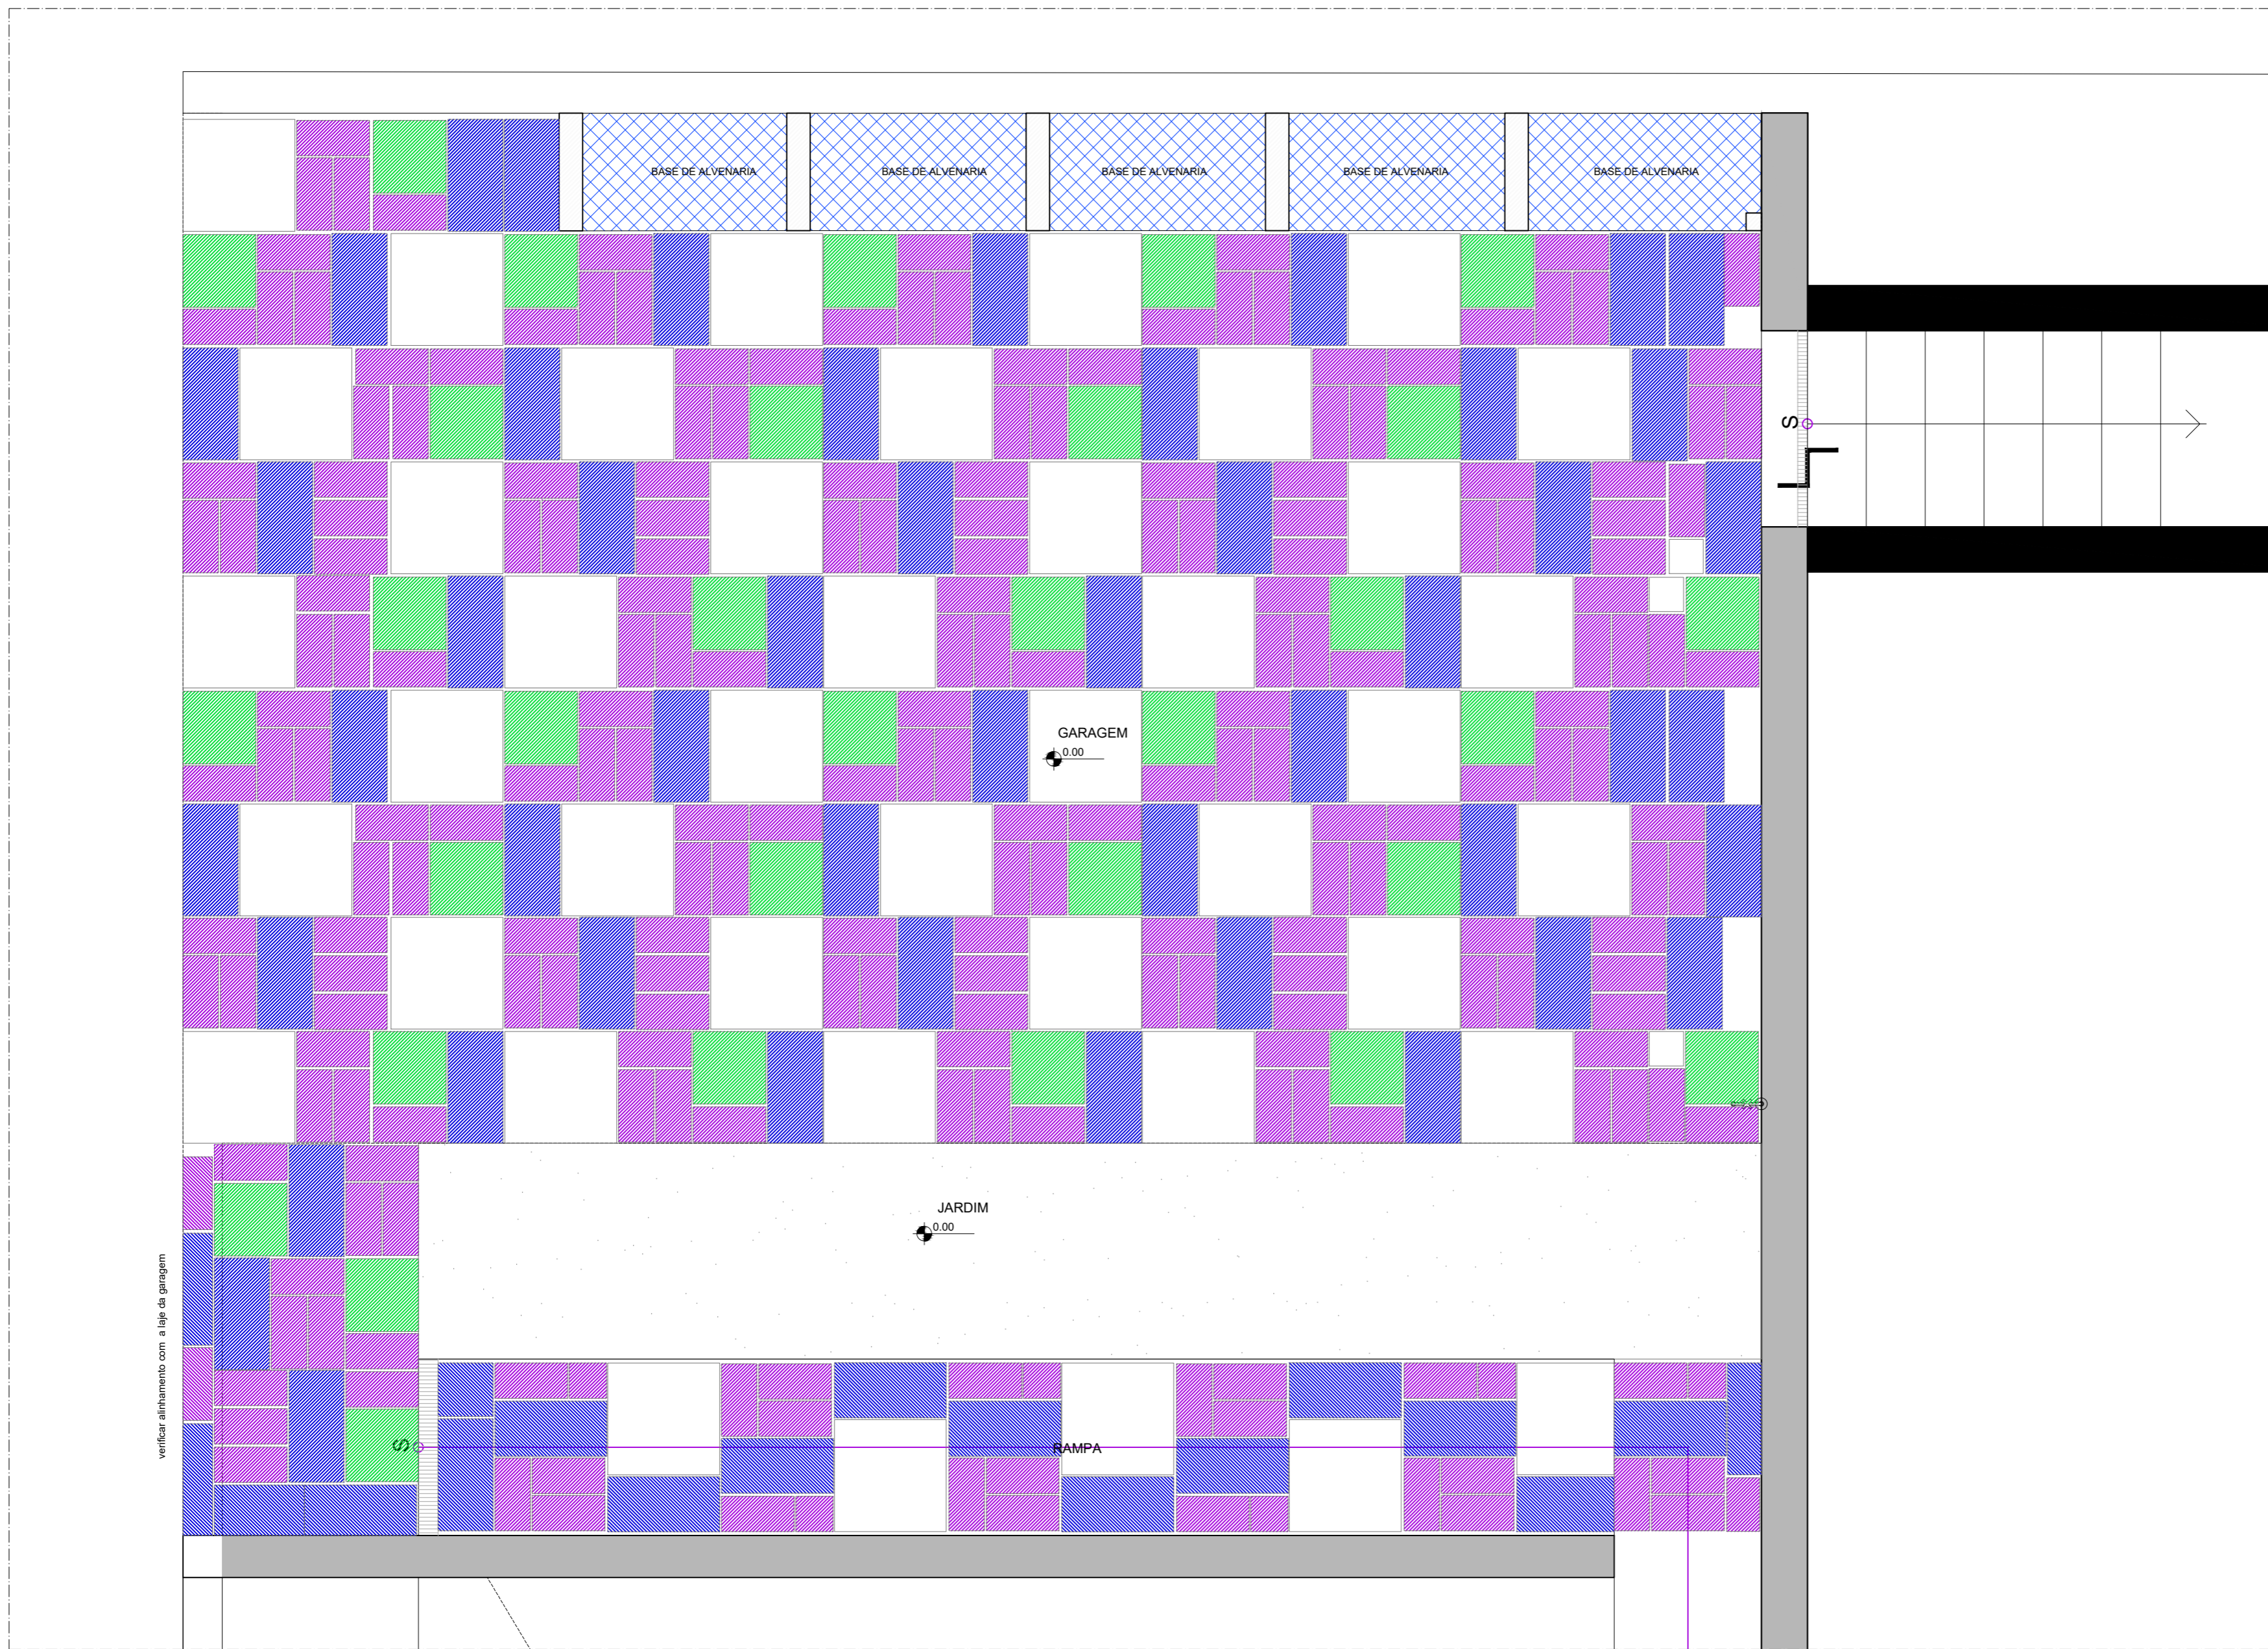 BASE DE ALVENARIA
BASE DE ALVENARIA
BASE DE ALVENARIA
BASE DE ALVENARIA
BASE DE ALVENARIA
S
GARAGEM
0.00
JARDIM
0.00
verificar alinhamento com a laje da garagem
S
RAMPA